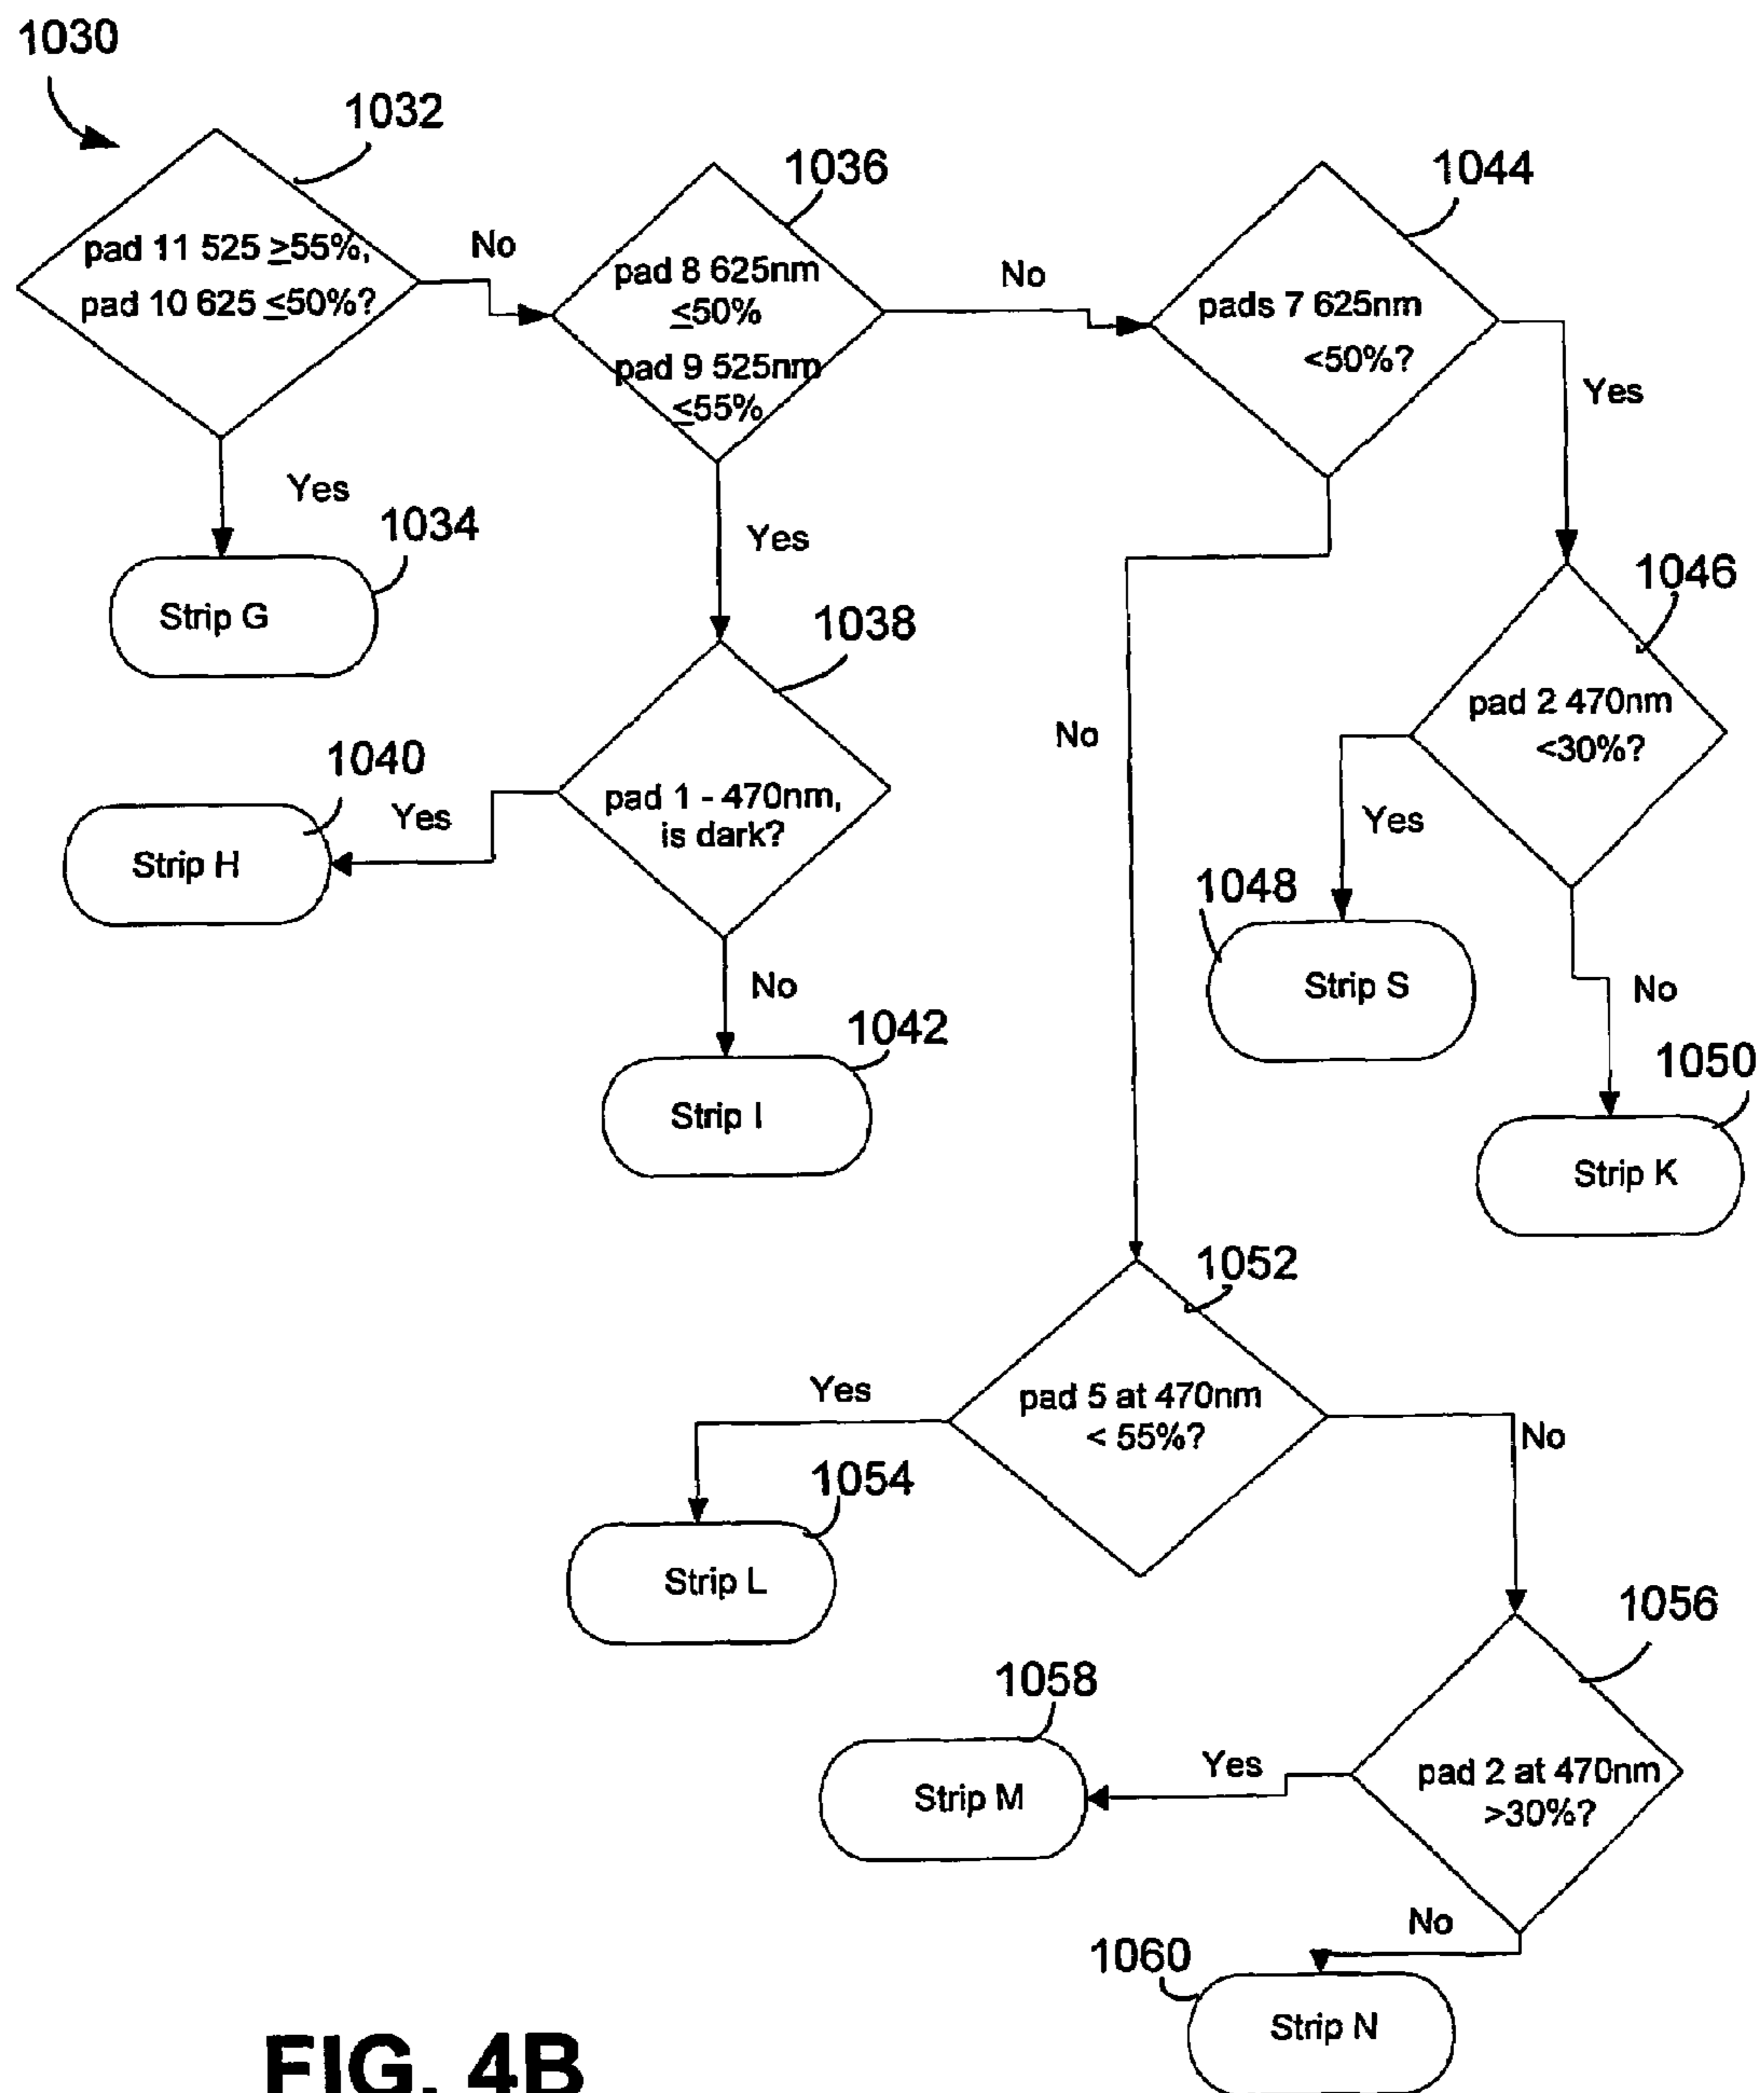 1030
1032
pad 11 525 ≥55%,
pad 10 625 ≤50%?
No
Yes
1034
Strip G
1036
pad 8 625nm
≤50%
pad 9 525nm
≤55%
No
Yes
1038
pad 1 - 470nm,
is dark?
Yes
1040
Strip H
No
1042
Strip I
1044
pads 7 625nm
<50%?
Yes
No
1046
pad 2 470nm
<30%?
Yes
1048
Strip S
No
1050
Strip K
1052
pad 5 at 470nm
< 55%?
Yes
1054
Strip L
No
1056
pad 2 at 470nm
>30%?
Yes
1058
Strip M
No
1060
Strip N
FIG. 4B